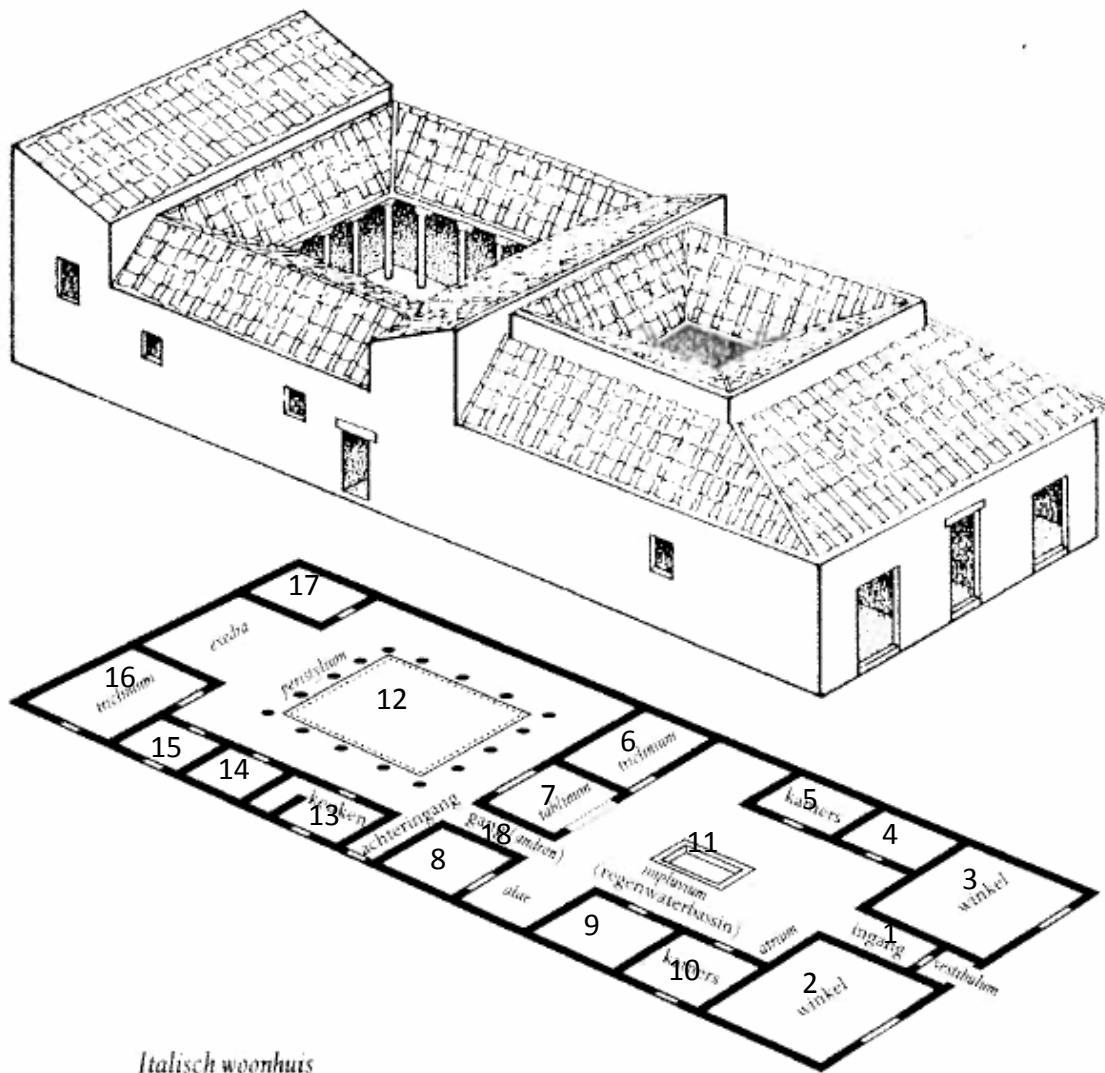 17
exedra
16
triclinium
peristylium
12
15
14
keuken
13
achteringang
6
triclinium
7
tablinum
gang (andron)
18
8
alae
5
kamers
4
11
impluvium
(regenwaterbassin)
9
atrium
kamers
10
3
winkel
1
ingang
vestibulum
2
winkel
Italisch woonhuis